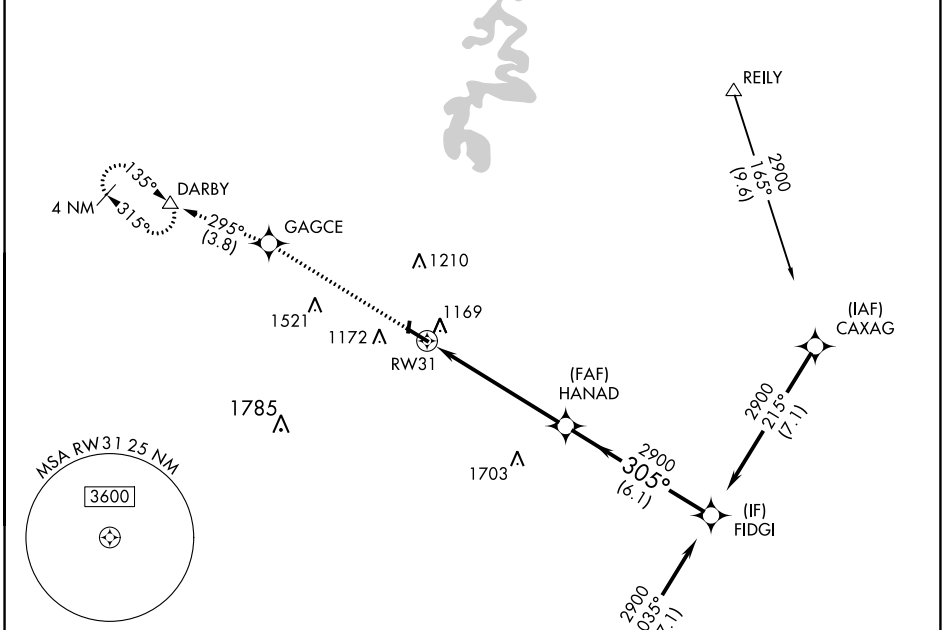 REILY
2900
165°
(9.6)
135°
DARBY
4 NM
315°
295°
(3.8)
GAGCE
1210
1521
1169
1172
RW31
(IAF)
CAXAG
(FAF)
HANAD
2900
215°
(7.1)
1785
1703
2900
305°
(6.1)
(IF)
FIDGI
MSA RW31 25 NM
3600
2900
035°